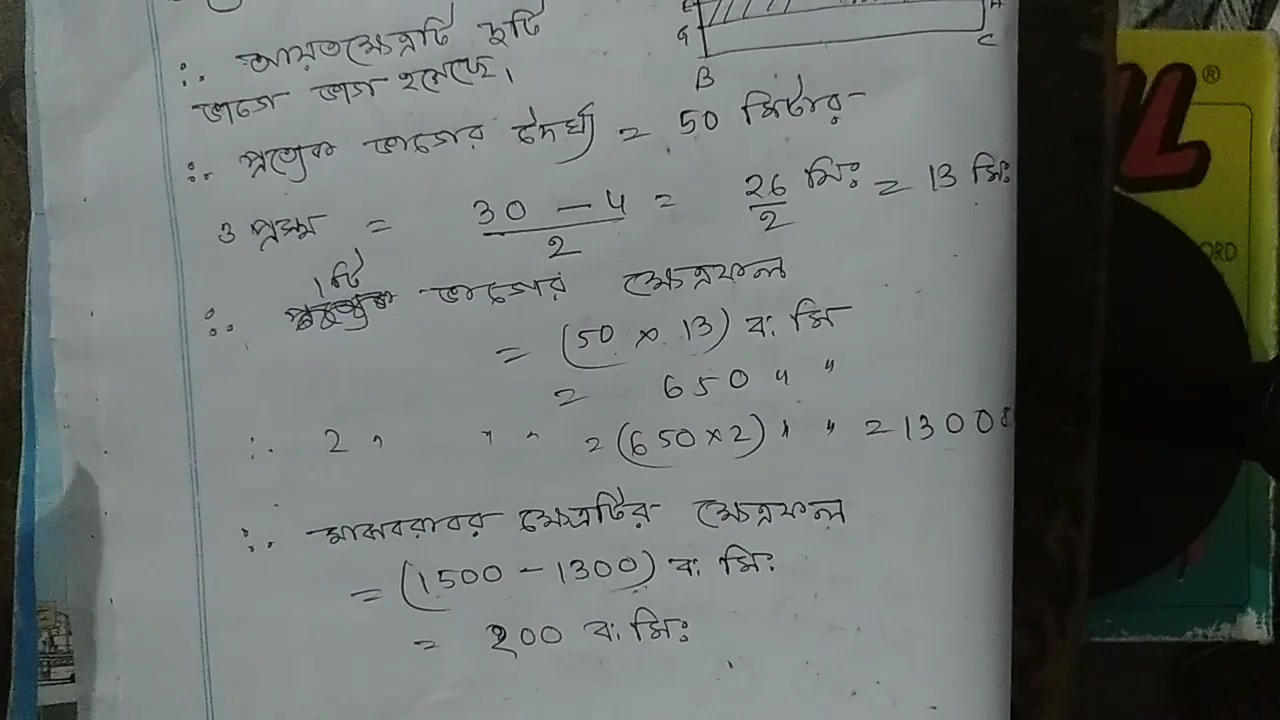 E H
G C
B
∴ আয়তক্ষেত্রটি দুটি
ভাগে ভাগ হয়েছে।
∴ প্রত্যেক ভাগের দৈর্ঘ্য = 50 মিটার
ও প্রস্থ = 30 – 4 / 2 = 26 / 2 মিঃ = 13 মিঃ
∴ 1টি ভাগের ক্ষেত্রফল
= (50 × 13) ব: মি
= 650 " "
∴ 2 " " " = (650×2) " " = 1300
∴ মাঝবরাবর ক্ষেত্রটির ক্ষেত্রফল
= (1500 – 1300) ব: মি:
= 200 ব: মিঃ
L ®
ORD